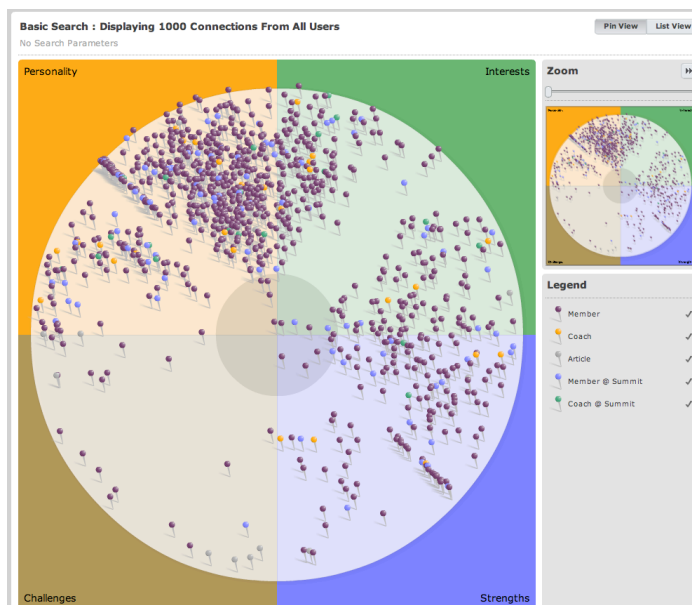 Basic Search : Displaying 1000 Connections From All Users
Pin View
List View
No Search Parameters
Personality
Interests
Zoom
Legend
Member
Coach
Article
Member @ Summit
Coach @ Summit
Challenges
Strengths